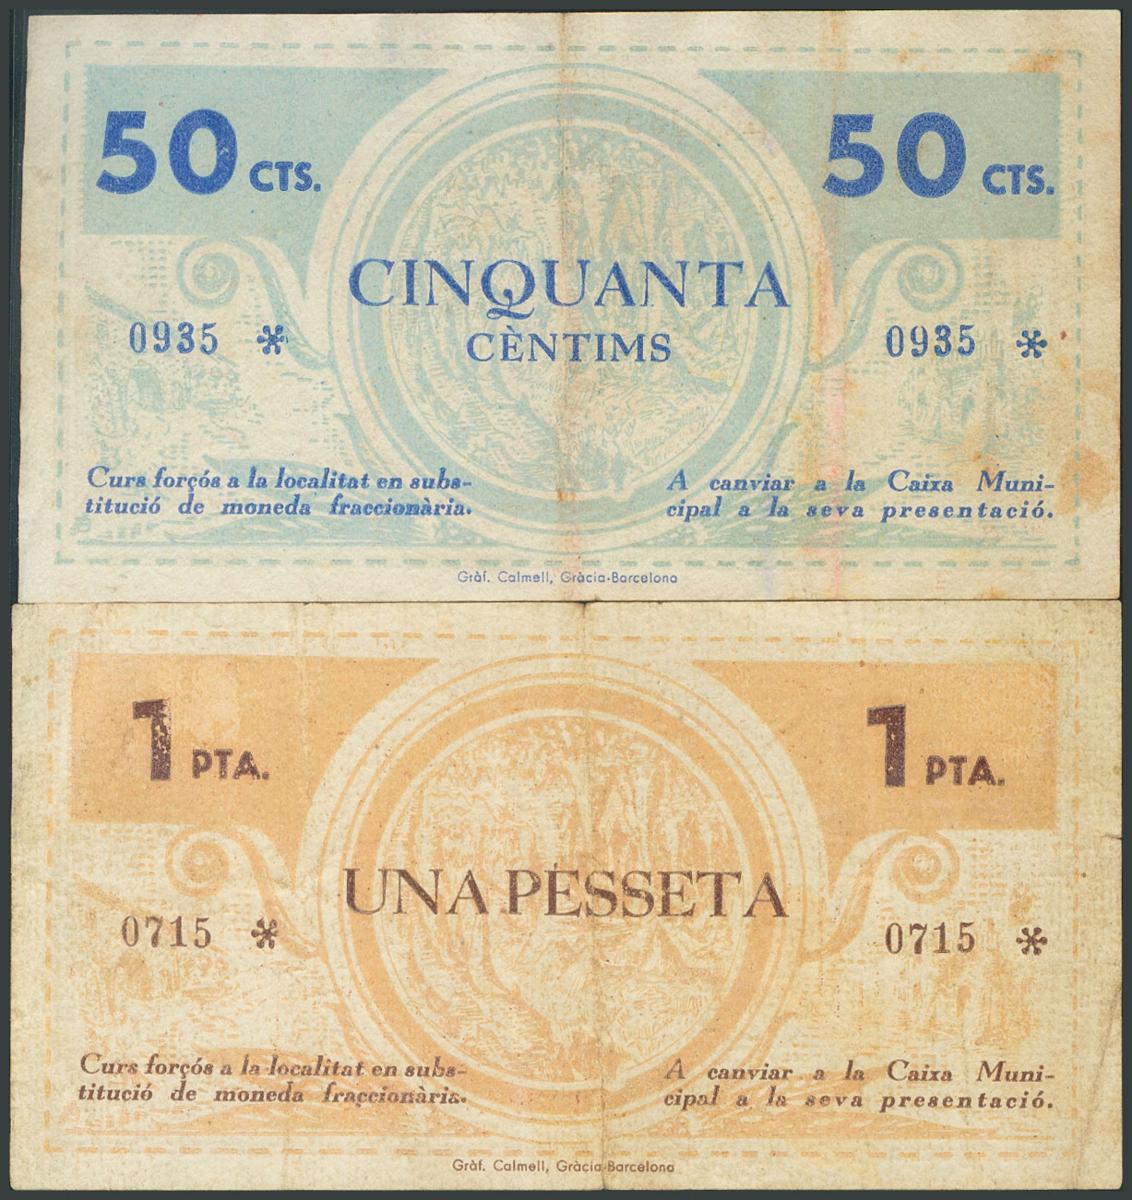 50 CTS. 50 CTS.
CINQUANTA
CÈNTIMS
0935 * 0935 *
Curs forçós a la localitat en subs-
titució de moneda fraccionària.
A canviar a la Caixa Muni-
cipal a la seva presentació.
Gràf. Calmell, Gràcia-Barcelona
1 PTA. 1 PTA.
UNA PESSETA
0715 * 0715 *
Curs forçós a la localitat en subs-
titució de moneda fraccionària.
A canviar a la Caixa Muni-
cipal a la seva presentació.
Gràf. Calmell, Gràcia-Barcelona